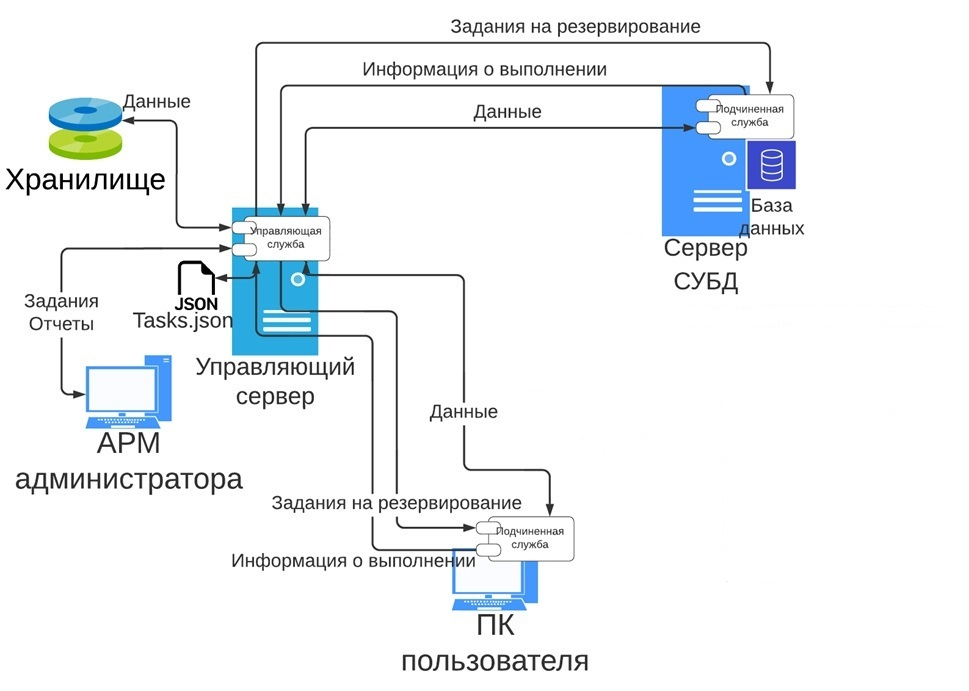 Задания на резервирование
Информация о выполнении
Данные
Данные
Подчиненная
служба
Хранилище
База
данных
Управляющая
служба
Сервер
СУБД
Задания
Отчеты
JSON
Tasks.json
Управляющий
сервер
Данные
АРМ
администратора
Задания на резервирование
Подчиненная
служба
Информация о выполнении
ПК
пользователя